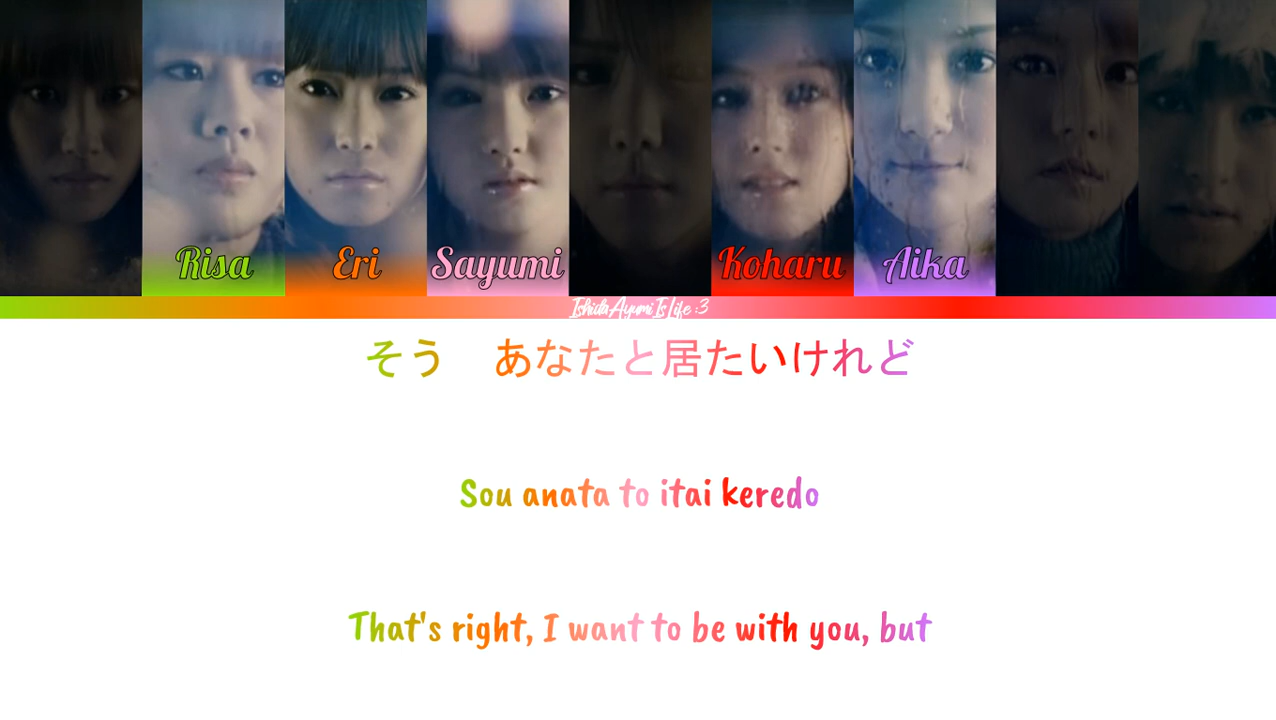 Risa Eri Sayumi Koharu Aika
IshidaAyumiIsLife :3
そう　あなたと居たいけれど
Sou anata to itai keredo
That's right, I want to be with you, but